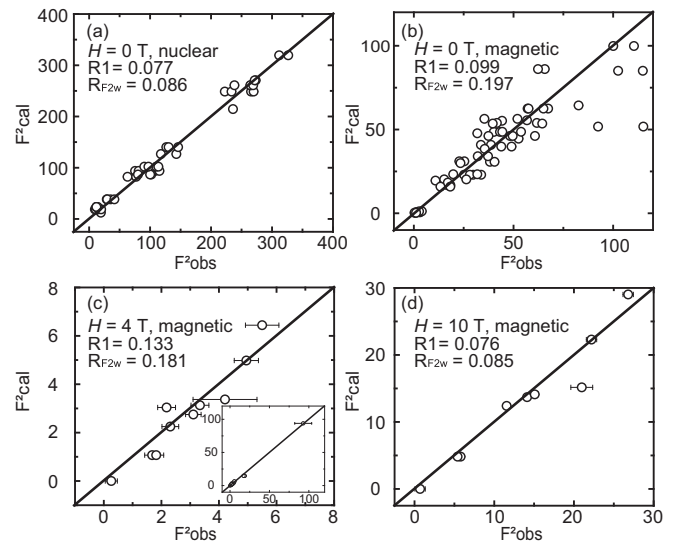 (a)
H = 0 T, nuclear
R1 = 0.077
RF2w = 0.086
F²cal
400
300
200
100
0
0 100 200 300 400
F²obs
(b)
H = 0 T, magnetic
R1 = 0.099
RF2w = 0.197
F²cal
100
50
0
0 50 100
F²obs
(c)
H = 4 T, magnetic
R1= 0.133
RF2w = 0.181
F²cal
8
6
4
2
0
0 2 4 6 8
F²obs
100
50
0
0 50 100
(d)
H = 10 T, magnetic
R1= 0.076
RF2w = 0.085
F²cal
30
20
10
0
0 10 20 30
F²obs